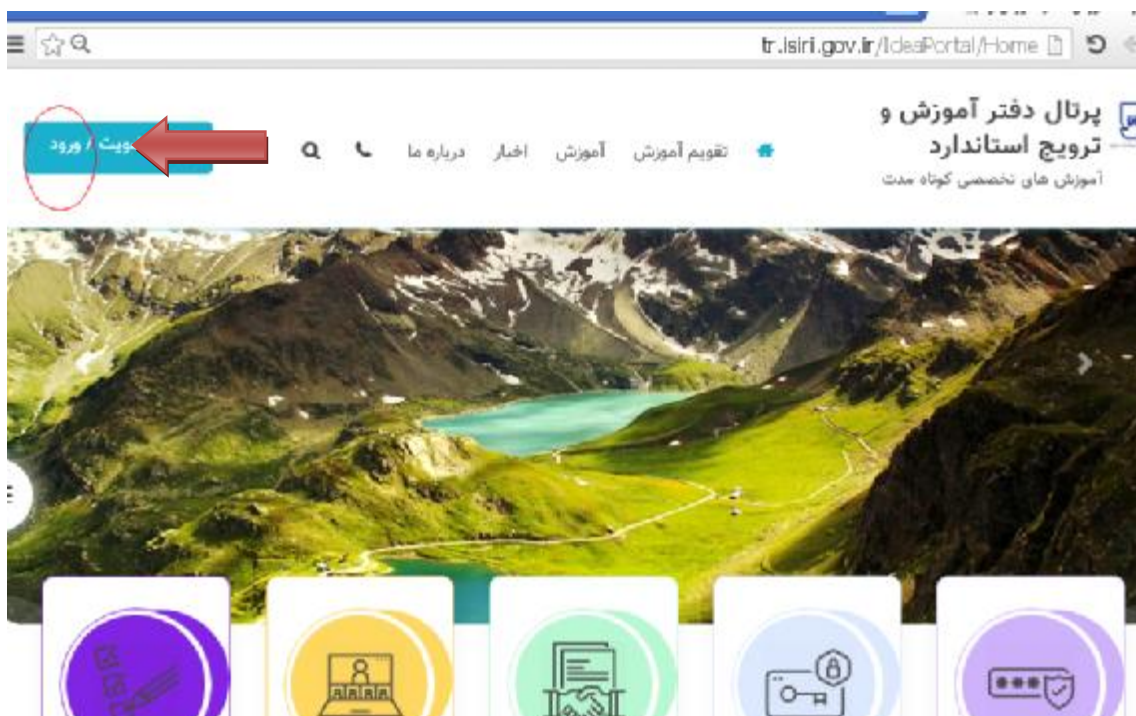 tr.isiri.gov.ir/IdeaPortal/Home
پرتال دفتر آموزش و
ترویج استاندارد
آموزش های تخصصی کوتاه مدت
تقویم آموزش
آموزش
اخبار
درباره ما
/ ورود